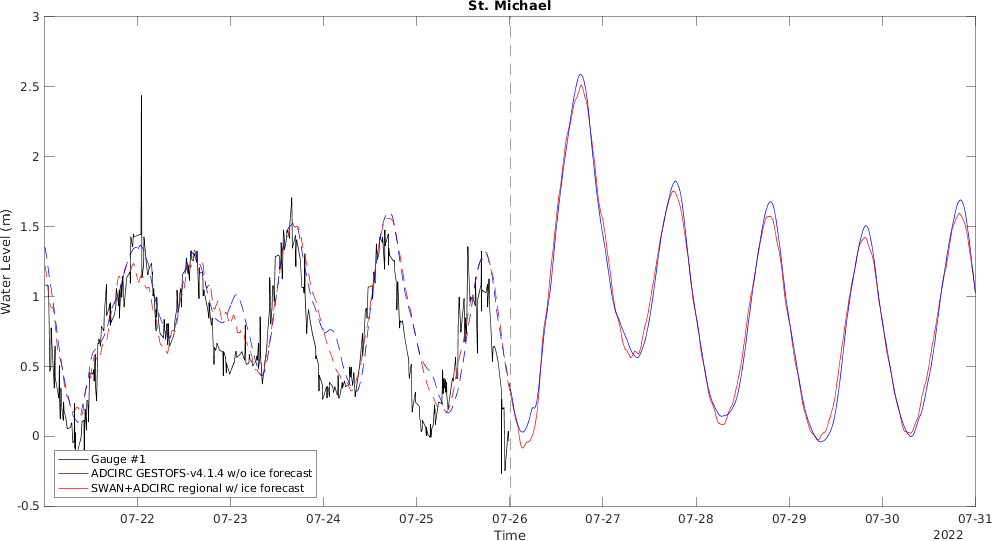 St. Michael
Water Level (m)
3
2.5
2
1.5
1
0.5
0
-0.5
Gauge #1
ADCIRC GESTOFS-v4.1.4 w/o ice forecast
SWAN+ADCIRC regional w/ ice forecast
07-22 07-23 07-24 07-25 07-26 07-27 07-28 07-29 07-30 07-31
Time
2022